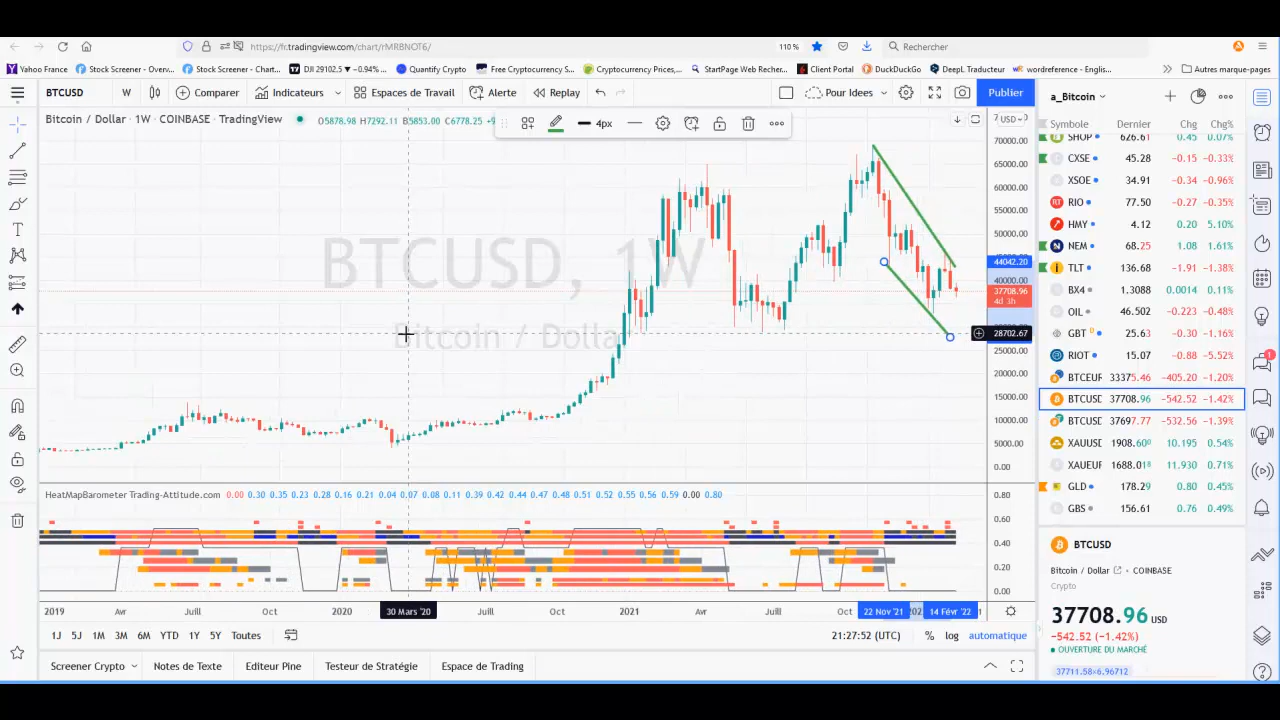 https://fr.tradingview.com/chart/rMRBNOT6/
110 %
Rechercher
Yahoo France
Stock Screener - Overv...
Stock Screener - Chart...
DJI 29102.5 ▼ −0.94% ...
Quantify Crypto
Free Cryptocurrency S...
Cryptocurrency Prices,...
StartPage Web Recher...
Client Portal
DuckDuckGo
DeepL Traducteur
wordreference - Englis...
Autres marque-pages
BTCUSD
W
Comparer
Indicateurs
Espaces de Travail
Alerte
Replay
Pour Idées
Publier
a_Bitcoin
Bitcoin / Dollar · 1W · COINBASE · TradingView
O5878.98 H7292.11 B5853.00 C6778.25
4px
USD
70000.00
65000.00
60000.00
55000.00
50000.00
44042.20
40000.00
37708.96
4d 3h
28702.67
25000.00
20000.00
15000.00
10000.00
5000.00
0.00
BTCUSD, 1W
Bitcoin / Dollar
Symbole Dernier Chg Chg%
SHOP 626.61 0.45 0.07%
CXSE 45.28 −0.15 −0.33%
XSOE 34.91 −0.34 −0.96%
RIO 77.50 −0.27 −0.35%
HMY 4.12 0.20 5.10%
NEM 68.25 1.08 1.61%
TLT 136.68 −1.91 −1.38%
BX4 1.3088 0.0014 0.11%
OIL 46.502 −0.223 −0.48%
GBT 25.63 −0.30 −1.16%
RIOT 15.07 −0.88 −5.52%
BTCEUR 33375.46 −405.20 −1.20%
BTCUSD 37708.96 −542.52 −1.42%
BTCUSD 37697.77 −532.56 −1.39%
XAUUSD 1908.600 10.195 0.54%
XAUEUR 1688.018 11.930 0.71%
GLD 178.29 0.80 0.45%
GBS 156.61 0.76 0.49%
1
HeatMapBarometer Trading-Attitude.com 0.00 0.30 0.35 0.23 0.28 0.16 0.21 0.04 0.07 0.08 0.11 0.39 0.42 0.44 0.47 0.48 0.51 0.52 0.55 0.56 0.59 0.00 0.80
0.80
0.60
0.40
0.20
0.00
2019 Avr Juill Oct 2020 30 Mars '20 Juill Oct 2021 Avr Juill Oct 22 Nov '21 14 Févr '22
1J 5J 1M 3M 6M YTD 1Y 5Y Toutes
21:27:52 (UTC)
%
log
automatique
Screener Crypto
Notes de Texte
Editeur Pine
Testeur de Stratégie
Espace de Trading
BTCUSD
Bitcoin / Dollar • COINBASE
Crypto
37708.96 USD
−542.52 (−1.42%)
OUVERTURE DU MARCHÉ
37711.58×6.96712